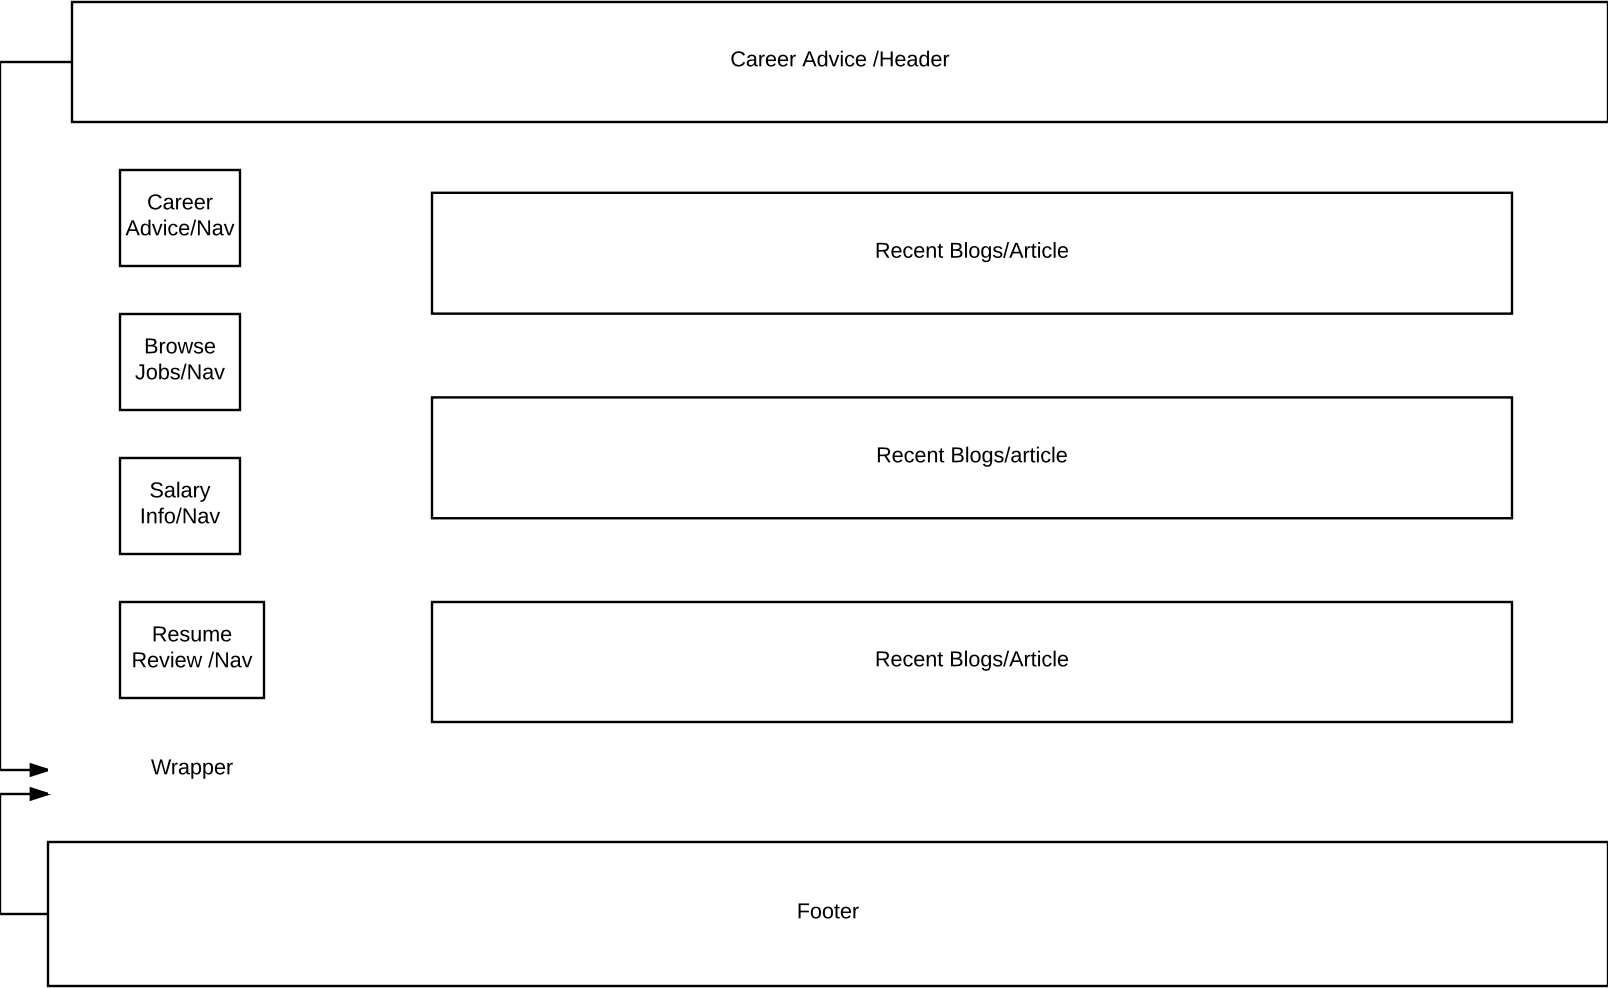 Career Advice /Header
Career
Advice/Nav
Recent Blogs/Article
Browse
Jobs/Nav
Recent Blogs/article
Salary
Info/Nav
Resume
Review /Nav
Recent Blogs/Article
Wrapper
Footer